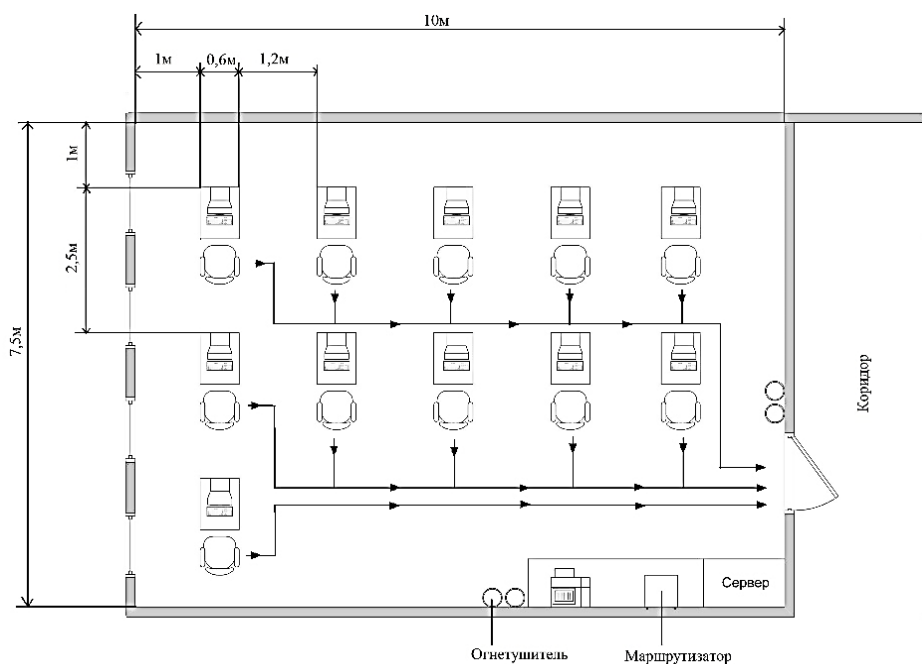 10м
1м
0,6м
1,2м
1м
2,5м
7,5м
Коридор
Сервер
Огнетушитель
Маршрутизатор